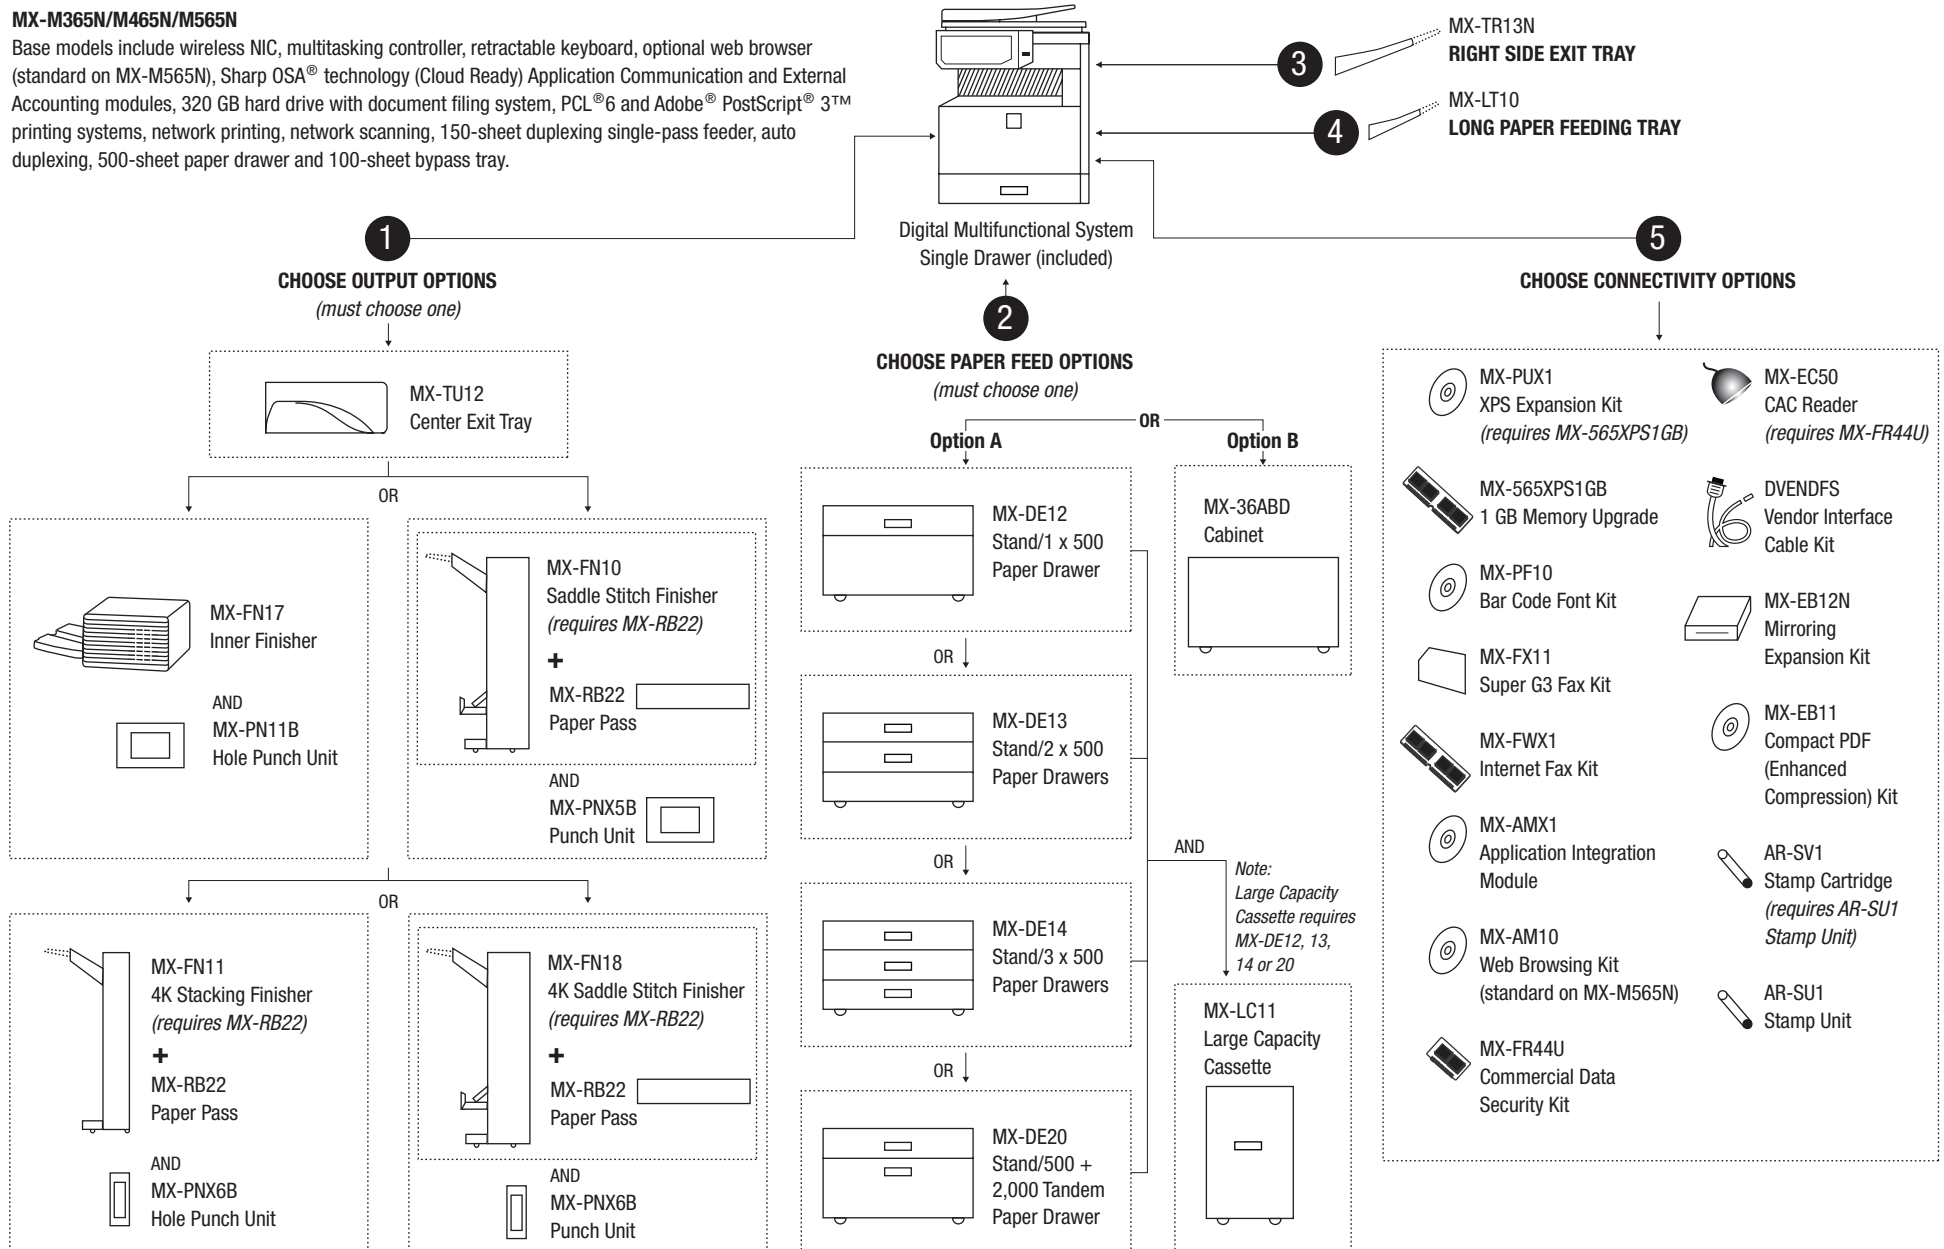 MX-M365N/M465N/M565N
Base models include wireless NIC, multitasking controller, retractable keyboard, optional web browser
(standard on MX-M565N), Sharp OSA® technology (Cloud Ready) Application Communication and External
Accounting modules, 320 GB hard drive with document filing system, PCL®6 and Adobe® PostScript® 3™
printing systems, network printing, network scanning, 150-sheet duplexing single-pass feeder, auto
duplexing, 500-sheet paper drawer and 100-sheet bypass tray.
Digital Multifunctional System
Single Drawer (included)
3
MX-TR13N
RIGHT SIDE EXIT TRAY
4
MX-LT10
LONG PAPER FEEDING TRAY
1
CHOOSE OUTPUT OPTIONS
(must choose one)
MX-TU12
Center Exit Tray
OR
MX-FN17
Inner Finisher
AND
MX-PN11B
Hole Punch Unit
MX-FN10
Saddle Stitch Finisher
(requires MX-RB22)
+
MX-RB22
Paper Pass
AND
MX-PNX5B
Punch Unit
OR
MX-FN11
4K Stacking Finisher
(requires MX-RB22)
+
MX-RB22
Paper Pass
AND
MX-PNX6B
Hole Punch Unit
MX-FN18
4K Saddle Stitch Finisher
(requires MX-RB22)
+
MX-RB22
Paper Pass
AND
MX-PNX6B
Punch Unit
2
CHOOSE PAPER FEED OPTIONS
(must choose one)
OR
Option A
Option B
MX-DE12
Stand/1 x 500
Paper Drawer
OR
MX-DE13
Stand/2 x 500
Paper Drawers
OR
MX-DE14
Stand/3 x 500
Paper Drawers
OR
MX-DE20
Stand/500 +
2,000 Tandem
Paper Drawer
MX-36ABD
Cabinet
AND
Note:
Large Capacity
Cassette requires
MX-DE12, 13,
14 or 20
MX-LC11
Large Capacity
Cassette
5
CHOOSE CONNECTIVITY OPTIONS
MX-PUX1
XPS Expansion Kit
(requires MX-565XPS1GB)
MX-565XPS1GB
1 GB Memory Upgrade
MX-PF10
Bar Code Font Kit
MX-FX11
Super G3 Fax Kit
MX-FWX1
Internet Fax Kit
MX-AMX1
Application Integration
Module
MX-AM10
Web Browsing Kit
(standard on MX-M565N)
MX-FR44U
Commercial Data
Security Kit
MX-EC50
CAC Reader
(requires MX-FR44U)
DVENDFS
Vendor Interface
Cable Kit
MX-EB12N
Mirroring
Expansion Kit
MX-EB11
Compact PDF
(Enhanced
Compression) Kit
AR-SV1
Stamp Cartridge
(requires AR-SU1
Stamp Unit)
AR-SU1
Stamp Unit